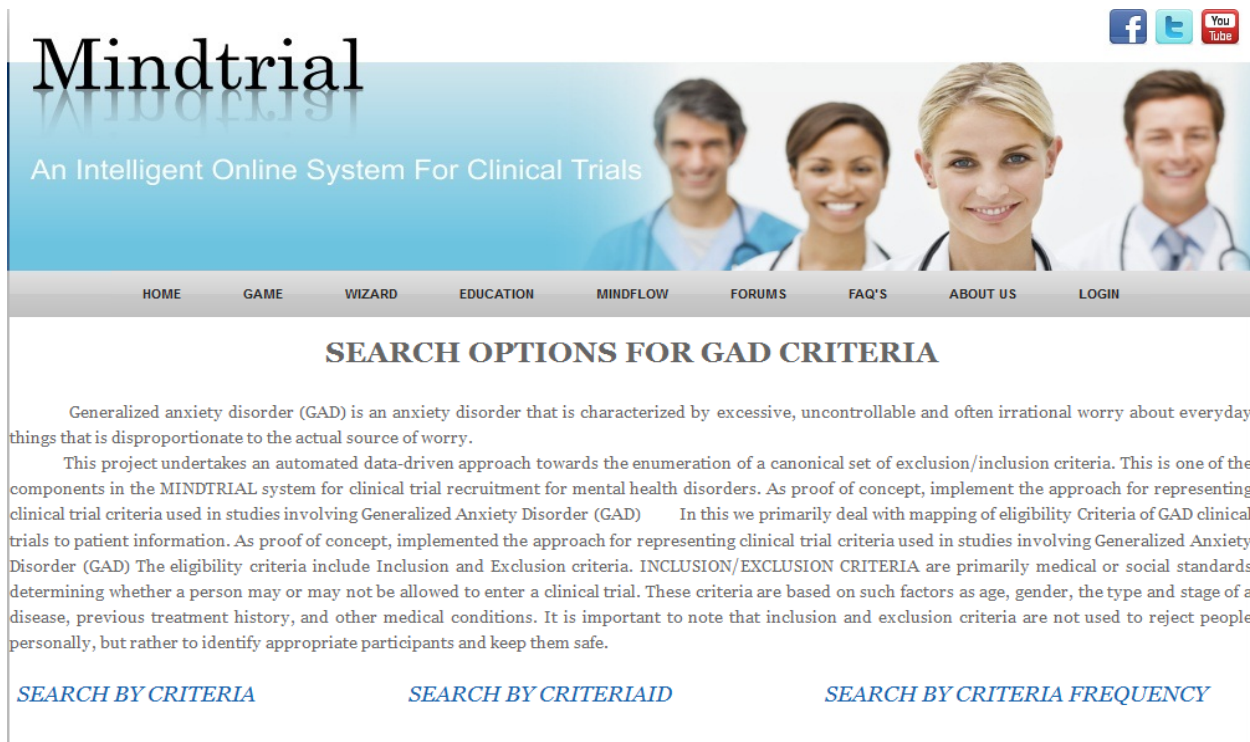 You
Tube
Mindtrial
An Intelligent Online System For Clinical Trials
HOME GAME WIZARD EDUCATION MINDFLOW FORUMS FAQ'S ABOUT US LOGIN
SEARCH OPTIONS FOR GAD CRITERIA
Generalized anxiety disorder (GAD) is an anxiety disorder that is characterized by excessive, uncontrollable and often irrational worry about everyday
things that is disproportionate to the actual source of worry.
This project undertakes an automated data-driven approach towards the enumeration of a canonical set of exclusion/inclusion criteria. This is one of the
components in the MINDTRIAL system for clinical trial recruitment for mental health disorders. As proof of concept, implement the approach for representing
clinical trial criteria used in studies involving Generalized Anxiety Disorder (GAD) In this we primarily deal with mapping of eligibility Criteria of GAD clinical
trials to patient information. As proof of concept, implemented the approach for representing clinical trial criteria used in studies involving Generalized Anxiety
Disorder (GAD) The eligibility criteria include Inclusion and Exclusion criteria. INCLUSION/EXCLUSION CRITERIA are primarily medical or social standards
determining whether a person may or may not be allowed to enter a clinical trial. These criteria are based on such factors as age, gender, the type and stage of a
disease, previous treatment history, and other medical conditions. It is important to note that inclusion and exclusion criteria are not used to reject people
personally, but rather to identify appropriate participants and keep them safe.
SEARCH BY CRITERIA SEARCH BY CRITERIAID SEARCH BY CRITERIA FREQUENCY